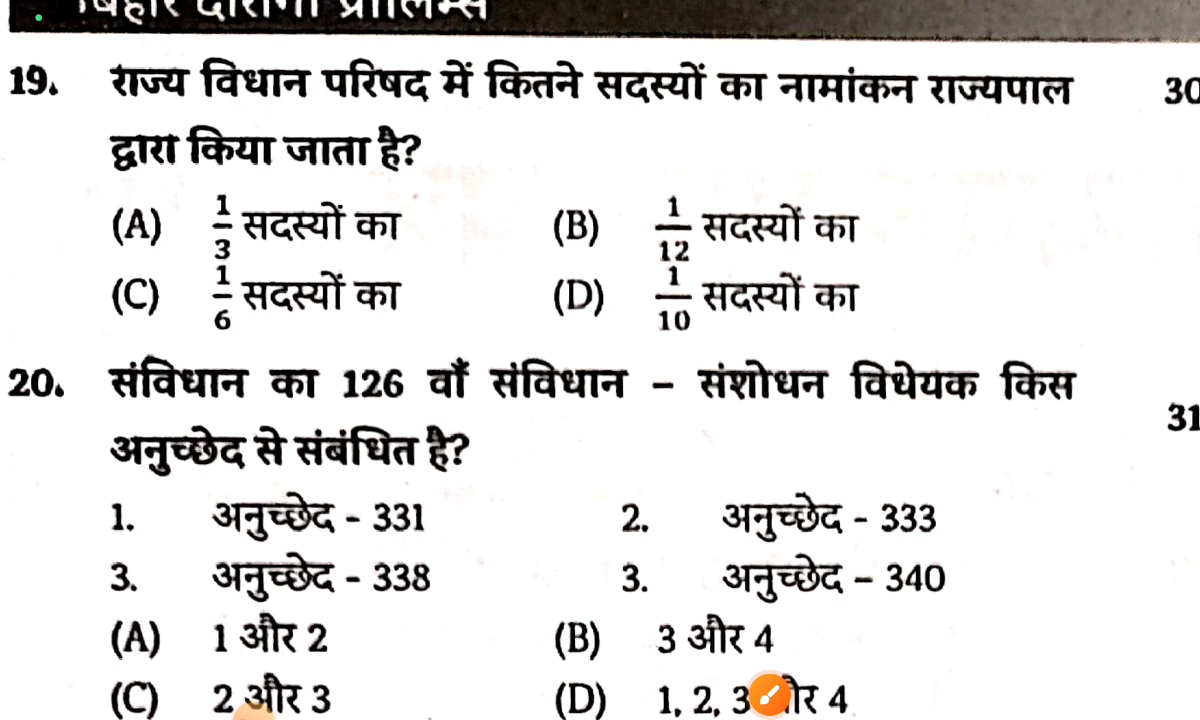 बिहार दारोगा प्रीलिम्स
19. राज्य विधान परिषद में कितने सदस्यों का नामांकन राज्यपाल 30
द्वारा किया जाता है?
(A) 1/3 सदस्यों का (B) 1/12 सदस्यों का
(C) 1/6 सदस्यों का (D) 1/10 सदस्यों का
20. संविधान का 126 वाँ संविधान – संशोधन विधेयक किस
31
अनुच्छेद से संबंधित है?
1. अनुच्छेद - 331 2. अनुच्छेद - 333
3. अनुच्छेद - 338 3. अनुच्छेद – 340
(A) 1 और 2 (B) 3 और 4
(C) 2 और 3 (D) 1, 2, 3 और 4